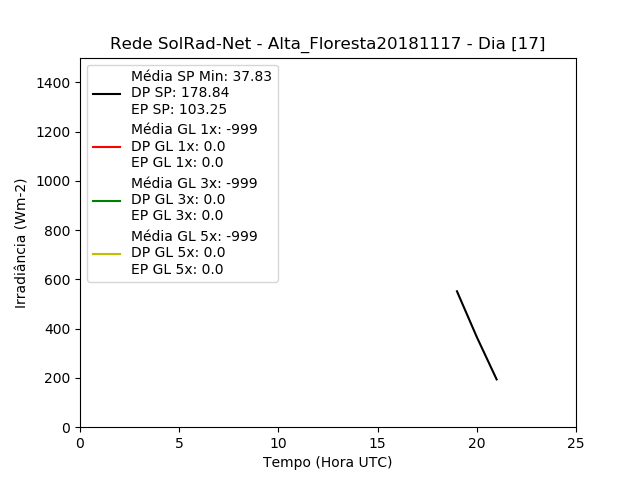 Rede SolRad-Net - Alta_Floresta20181117 - Dia [17]
Média SP Min: 37.83
DP SP: 178.84
EP SP: 103.25
Média GL 1x: -999
DP GL 1x: 0.0
EP GL 1x: 0.0
Média GL 3x: -999
DP GL 3x: 0.0
EP GL 3x: 0.0
Média GL 5x: -999
DP GL 5x: 0.0
EP GL 5x: 0.0
Irradiância (Wm-2)
1400
1200
1000
800
600
400
200
0
0 5 10 15 20 25
Tempo (Hora UTC)